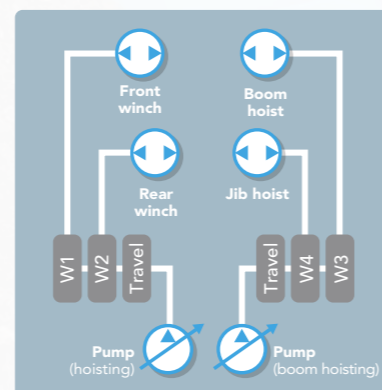 Front
winch
Boom
hoist
Rear
winch
Jib hoist
W1
W2
Travel
Travel
W4
W3
Pump
(hoisting)
Pump
(boom hoisting)